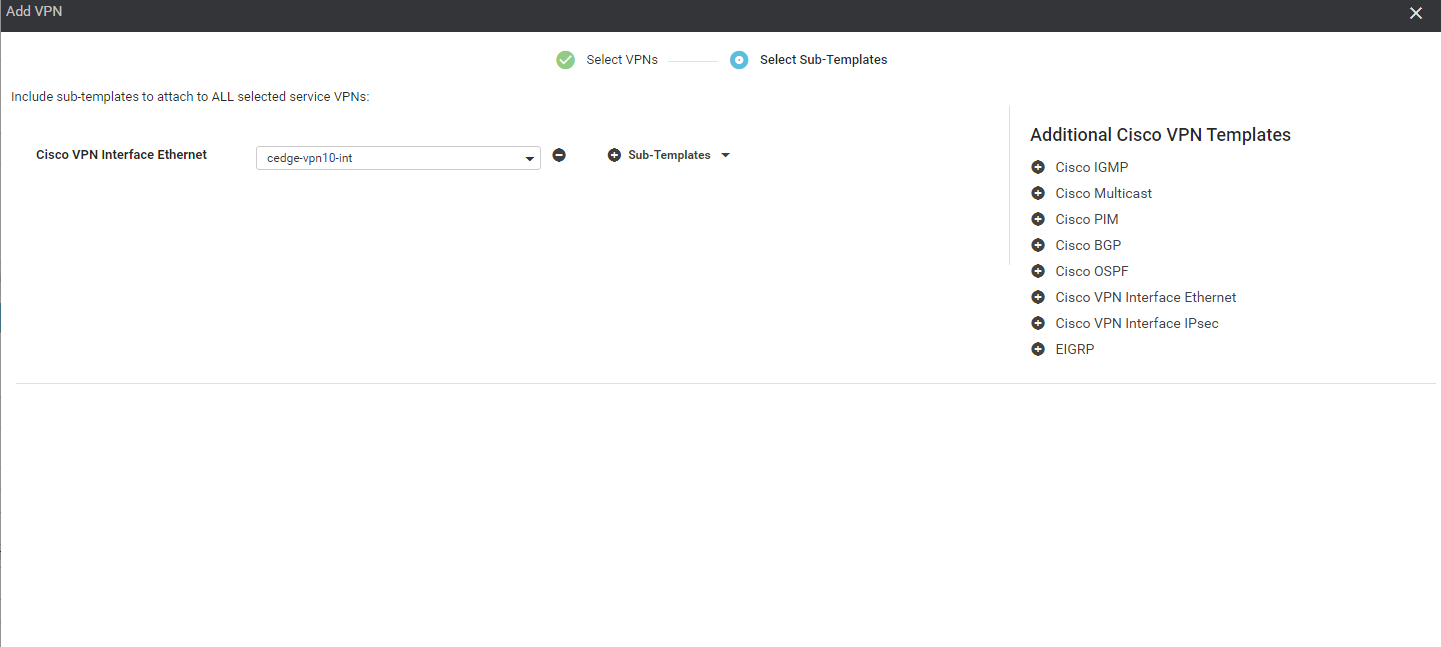 Add VPN
Select VPNs
Select Sub-Templates
Include sub-templates to attach to ALL selected service VPNs:
Cisco VPN Interface Ethernet
cedge-vpn10-int
Sub-Templates
Additional Cisco VPN Templates
Cisco IGMP
Cisco Multicast
Cisco PIM
Cisco BGP
Cisco OSPF
Cisco VPN Interface Ethernet
Cisco VPN Interface IPsec
EIGRP